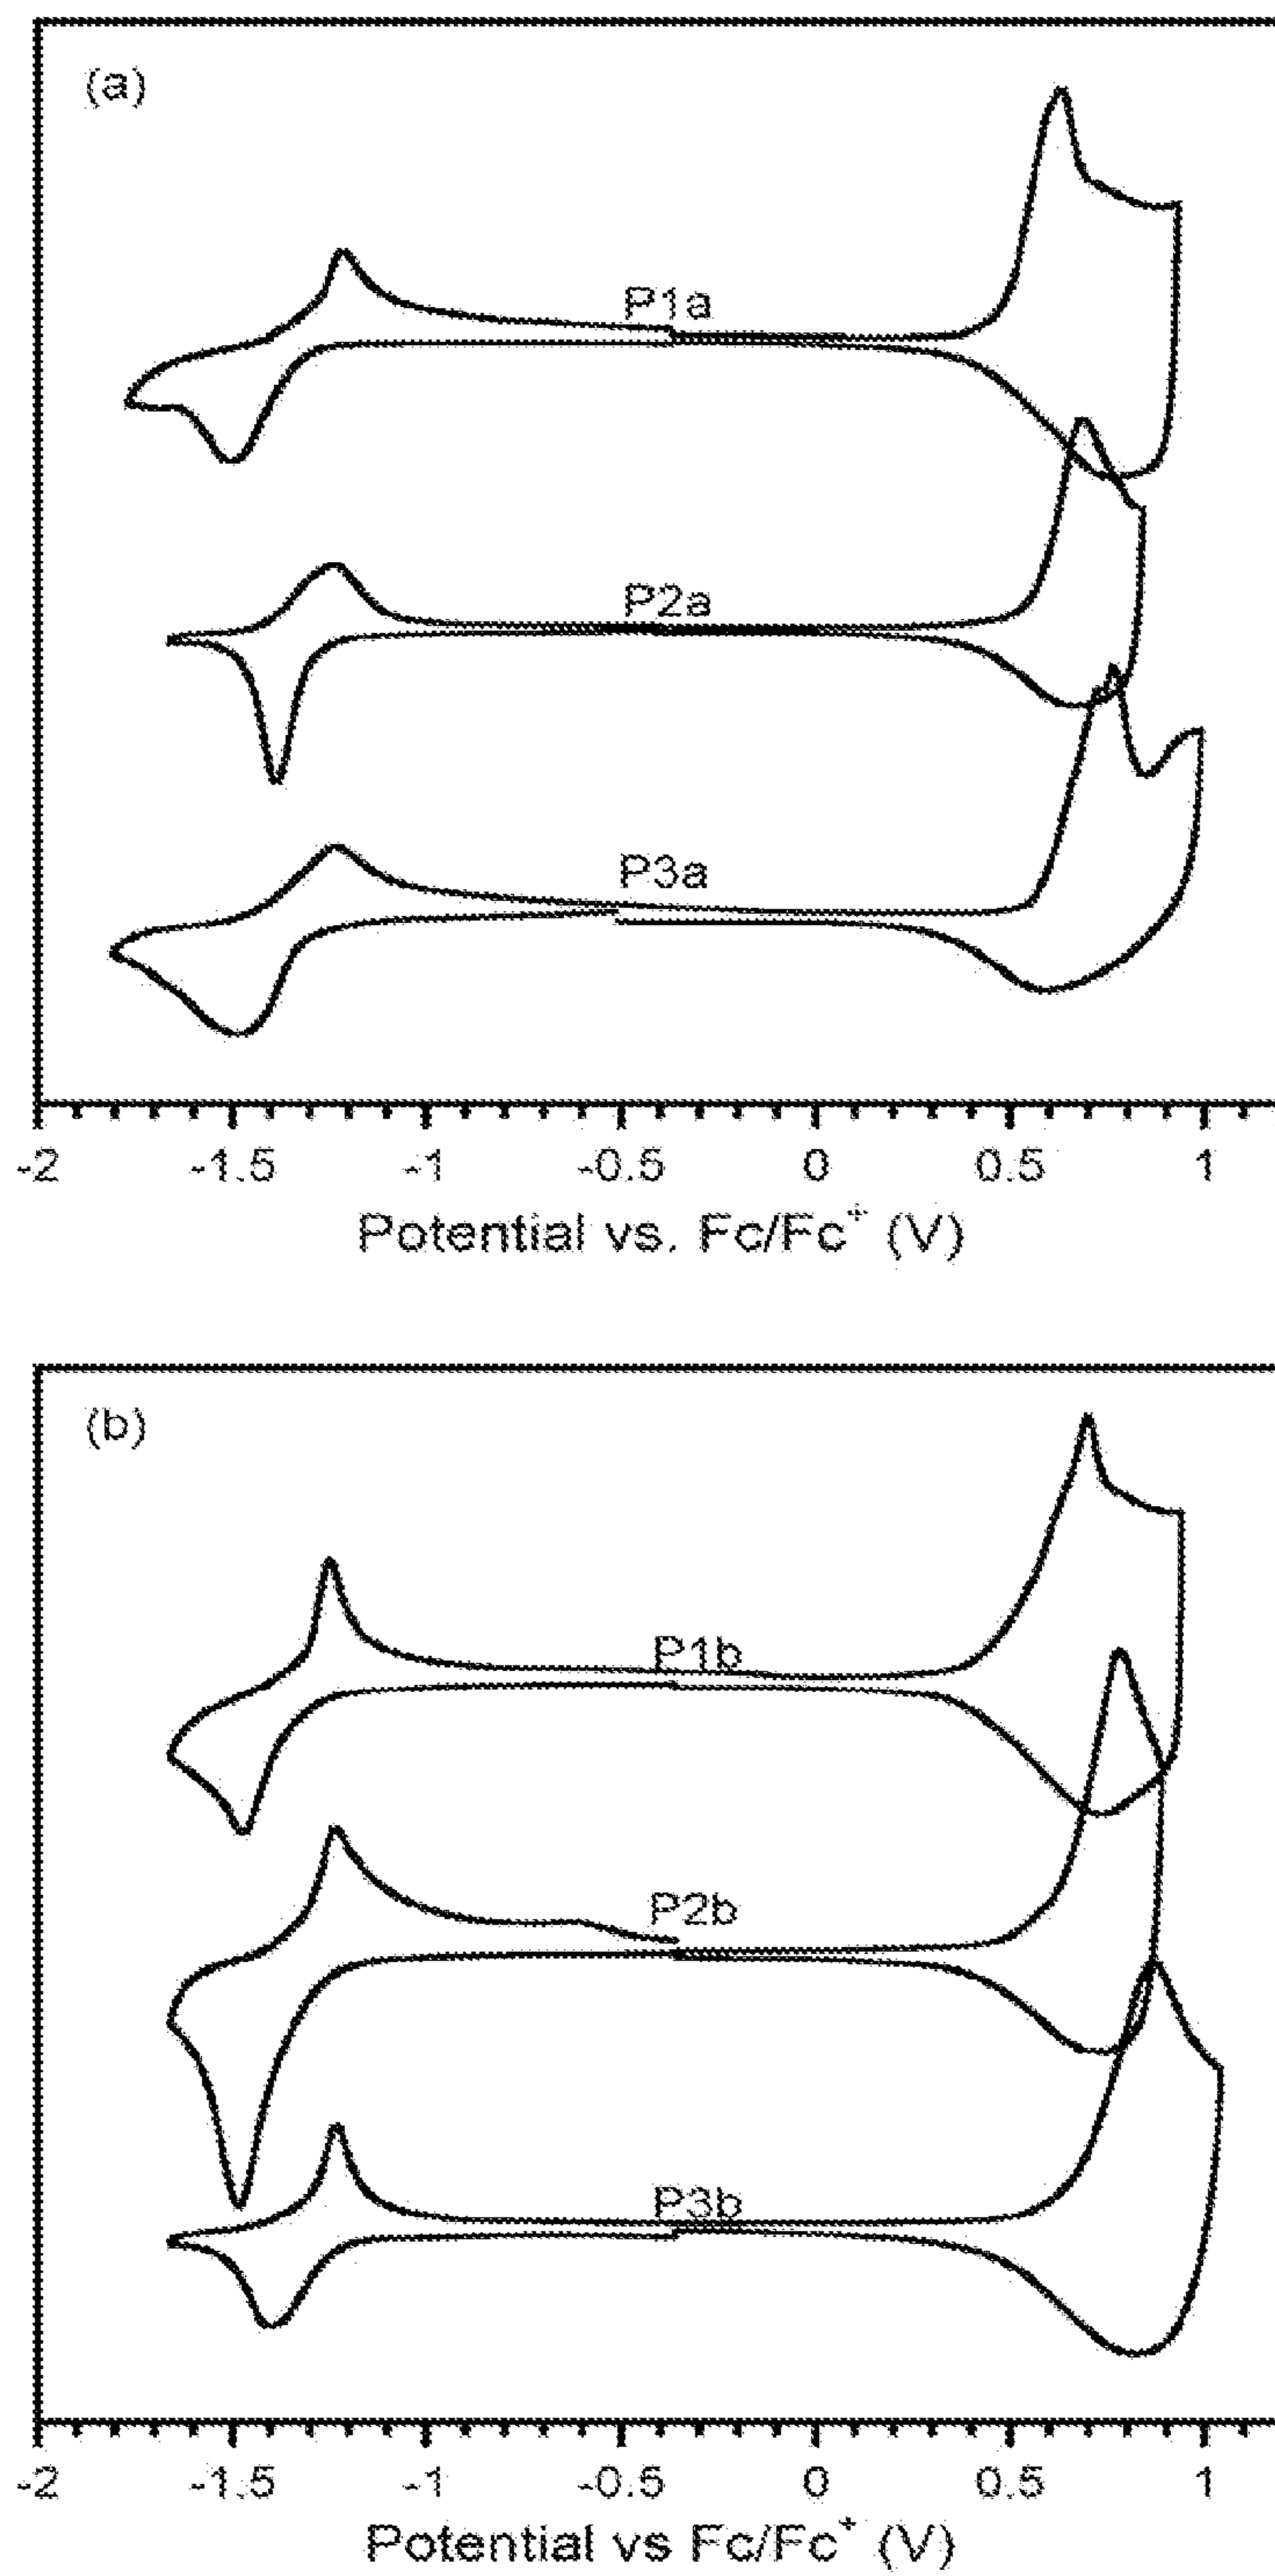 (a)
P1a
P2a
P3a
-2 -1.5 -1 -0.5 0 0.5 1
Potential vs. Fc/Fc⁺ (V)
(b)
P1b
P2b
P3b
-2 -1.5 -1 -0.5 0 0.5 1
Potential vs Fc/Fc⁺ (V)